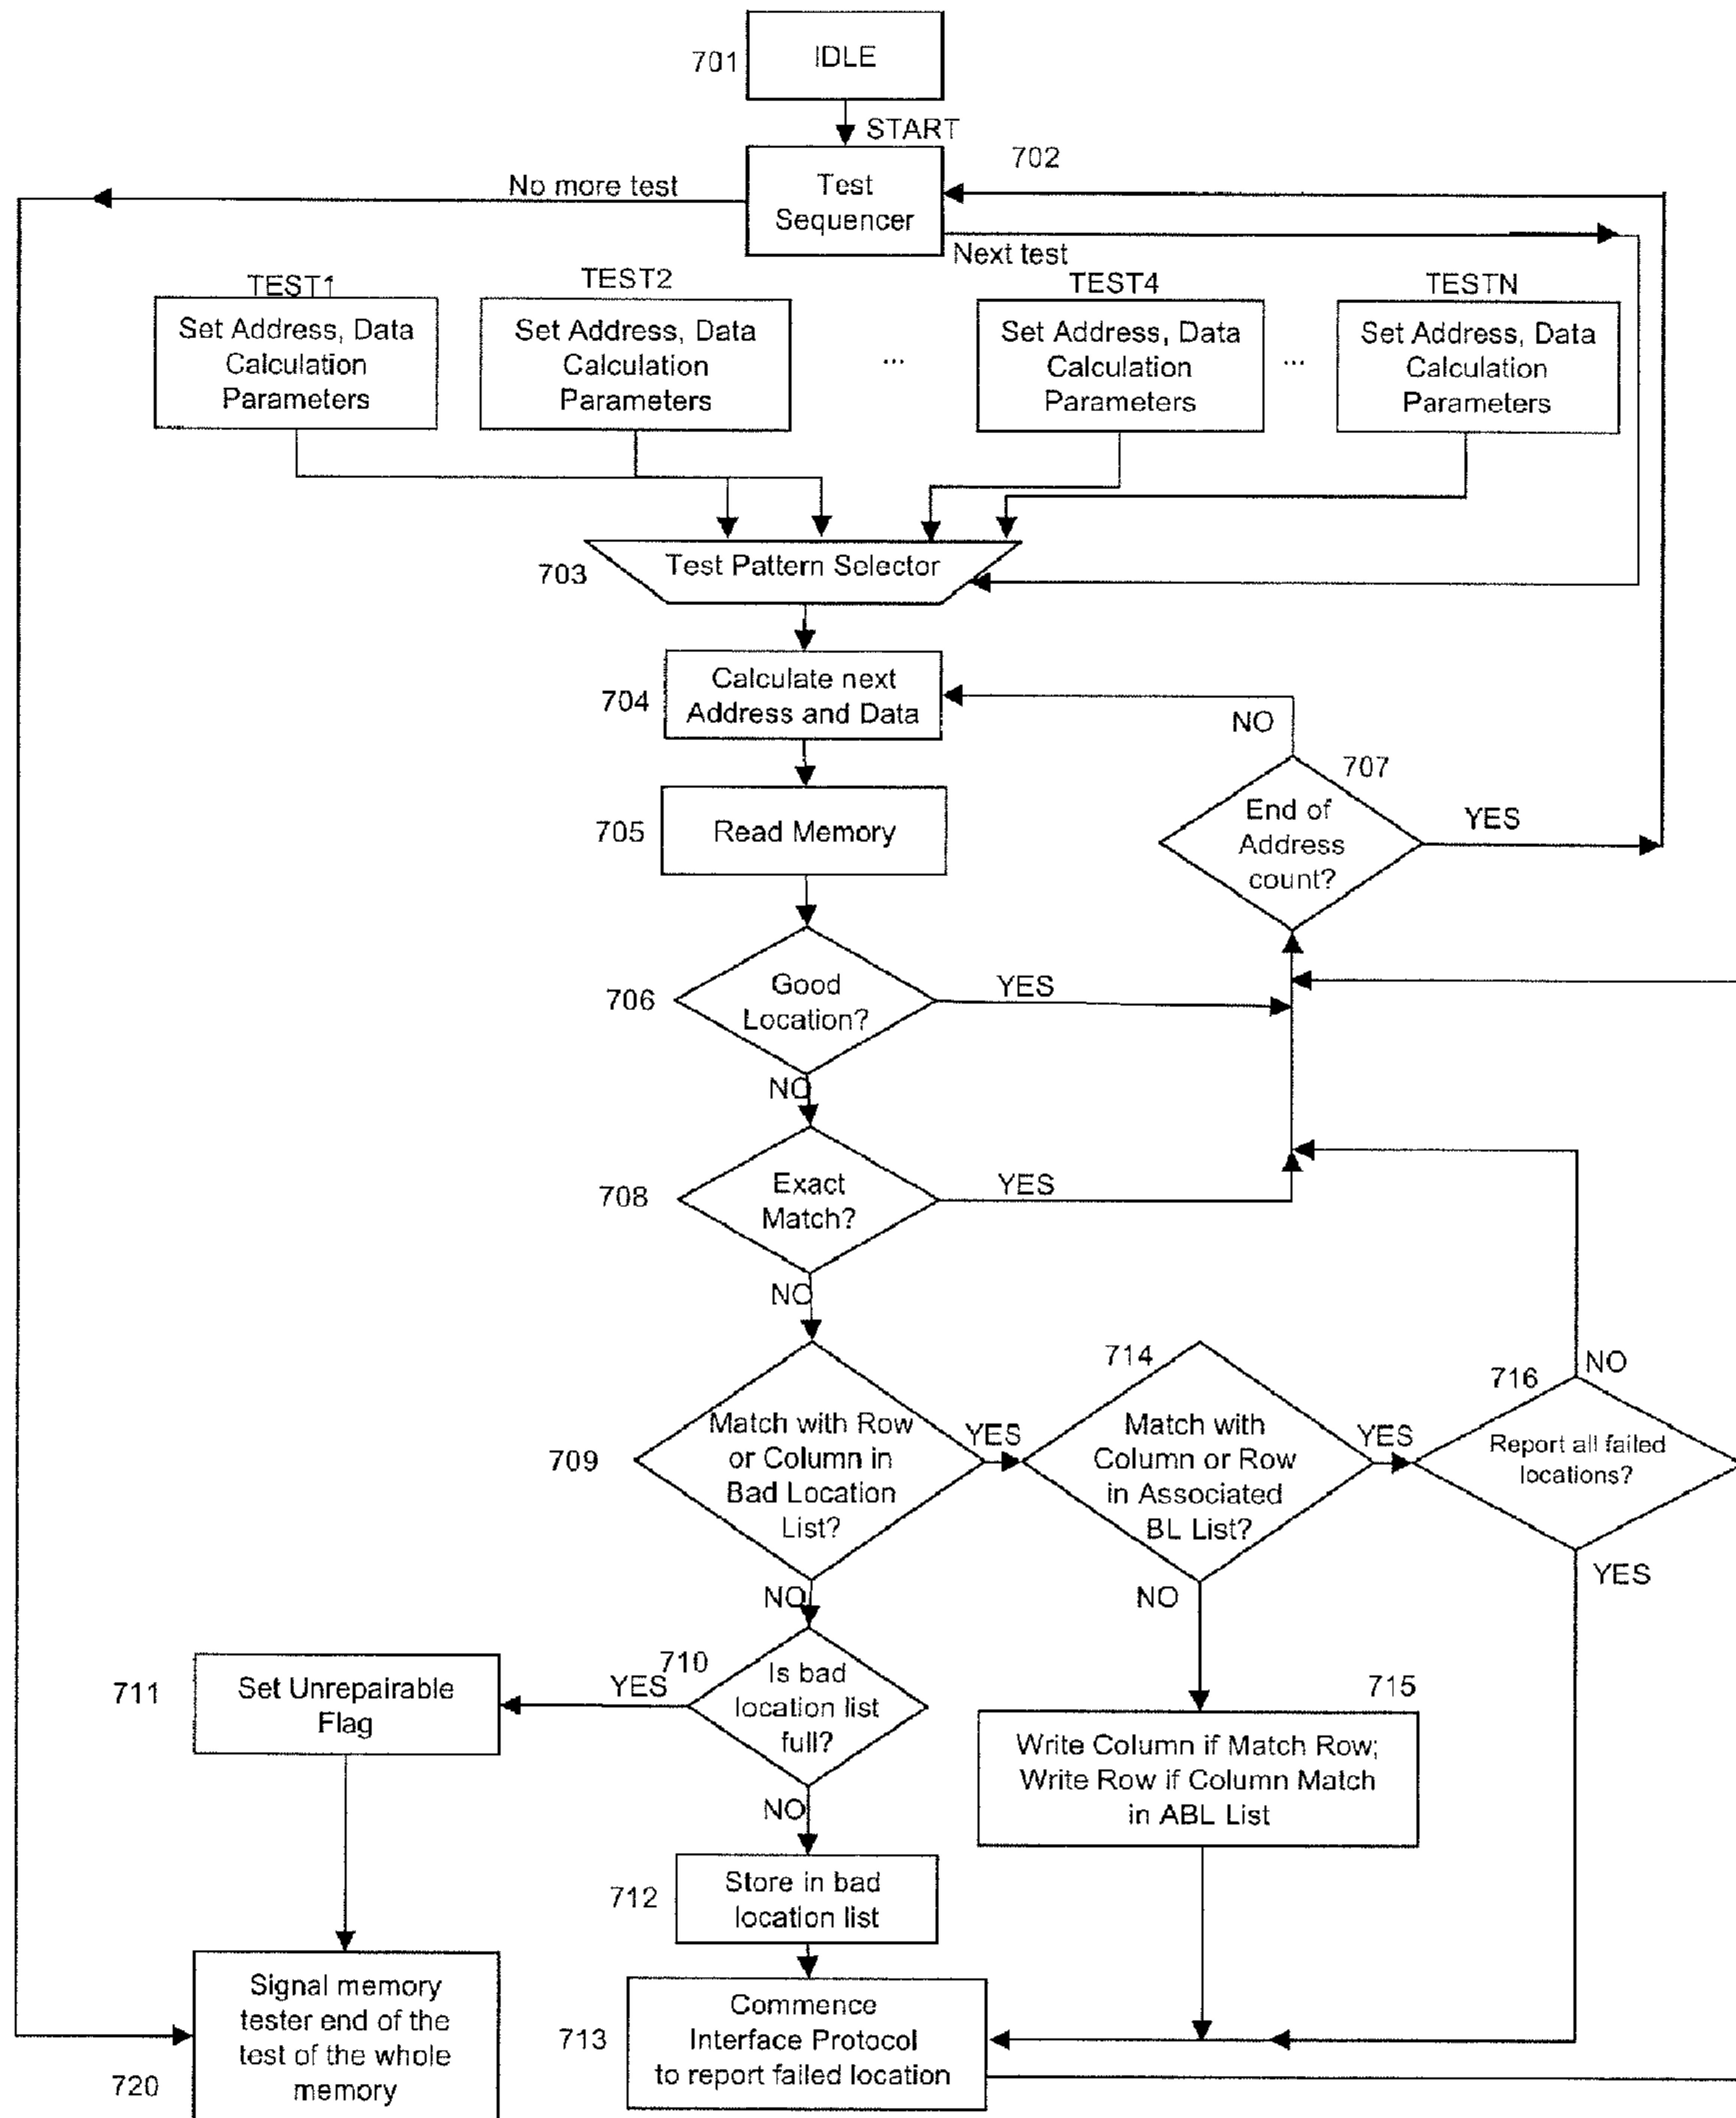 701
IDLE
START
702
No more test
Test
Sequencer
Next test
TEST1
TEST2
TEST4
TESTN
Set Address, Data
Calculation
Parameters
Set Address, Data
Calculation
Parameters
...
Set Address, Data
Calculation
Parameters
...
Set Address, Data
Calculation
Parameters
703
Test Pattern Selector
704
Calculate next
Address and Data
NO
707
705
Read Memory
End of
Address
count?
YES
706
Good
Location?
YES
NO
708
Exact
Match?
YES
NO
709
Match with Row
or Column in
Bad Location
List?
YES
714
Match with
Column or Row
in Associated
BL List?
YES
716
NO
Report all failed
locations?
YES
NO
NO
710
YES
Is bad
location list
full?
711
Set Unrepairable
Flag
715
Write Column if Match Row;
Write Row if Column Match
in ABL List
NO
712
Store in bad
location list
713
Commence
Interface Protocol
to report failed location
720
Signal memory
tester end of the
test of the whole
memory